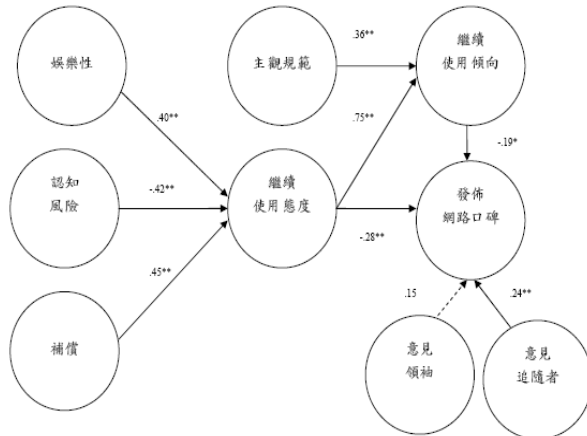 娛樂性
主觀規範
繼續
使用傾向
.36**
.40**
.75**
-.19*
認知
風險
-.42**
繼續
使用態度
發佈
網路口碑
-.28**
.45**
.15
.24**
補償
意見
領袖
意見
追隨者